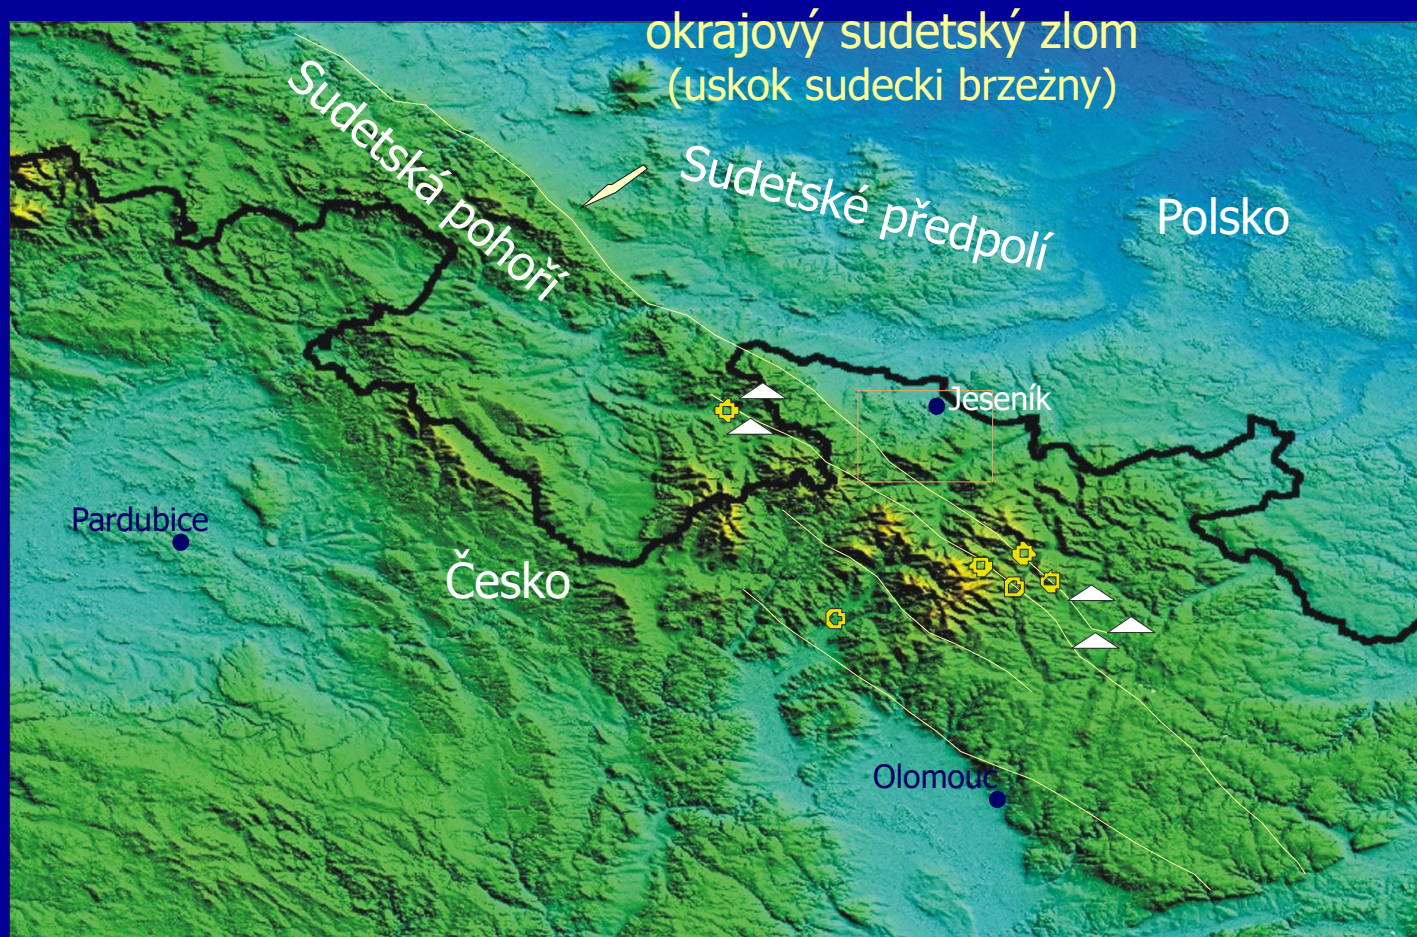 okrajový sudetský zlom
(uskok sudecki brzeżny)
Sudetská pohoří
Sudetské předpolí
Polsko
Jeseník
Pardubice
Česko
Olomouc